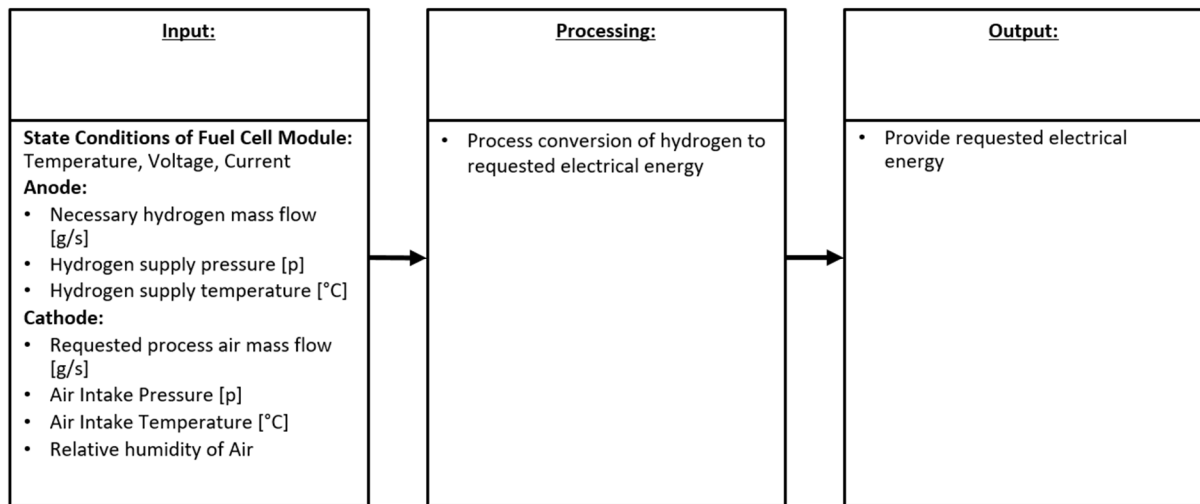 Input:
State Conditions of Fuel Cell Module:
Temperature, Voltage, Current
Anode:
• Necessary hydrogen mass flow
[g/s]
• Hydrogen supply pressure [p]
• Hydrogen supply temperature [°C]
Cathode:
• Requested process air mass flow
[g/s]
• Air Intake Pressure [p]
• Air Intake Temperature [°C]
• Relative humidity of Air
Processing:
• Process conversion of hydrogen to
requested electrical energy
Output:
• Provide requested electrical
energy